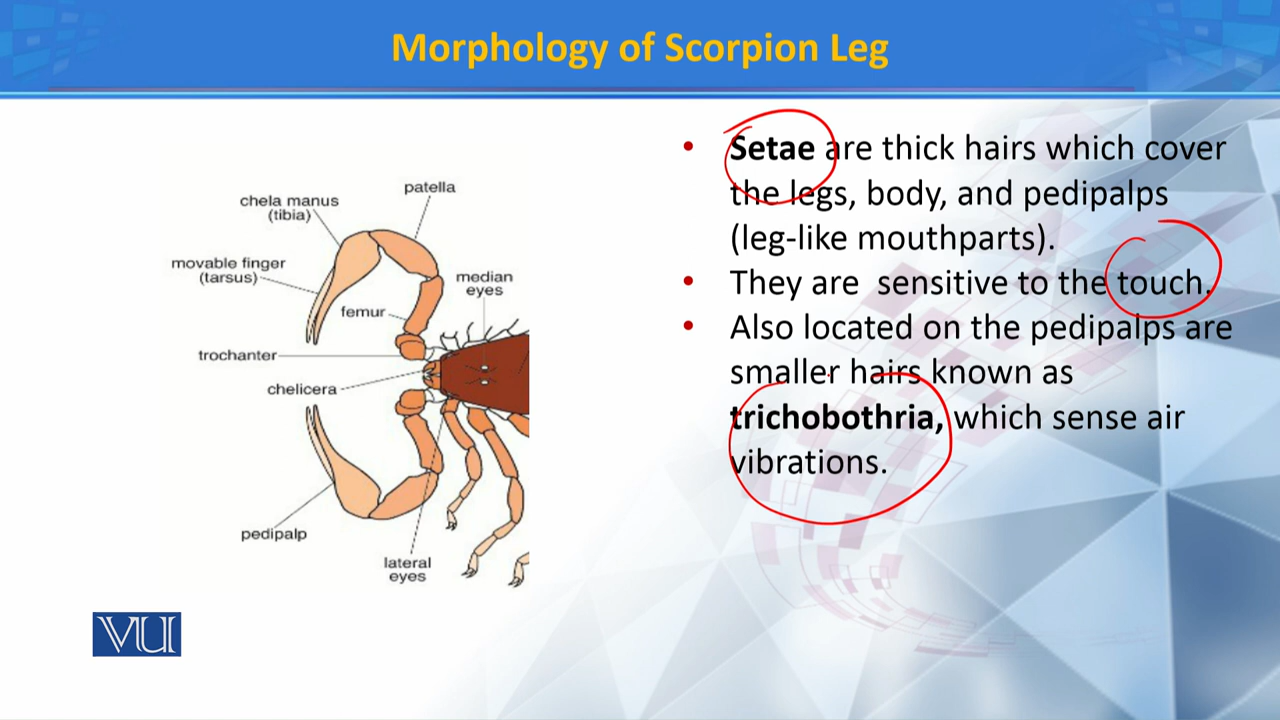 Morphology of Scorpion Leg
patella
chela manus
(tibia)
movable finger
(tarsus)
median
eyes
femur
trochanter
chelicera
pedipalp
lateral
eyes
• Setae are thick hairs which cover
the legs, body, and pedipalps
(leg-like mouthparts).
• They are  sensitive to the touch.
• Also located on the pedipalps are
smaller hairs known as
trichobothria, which sense air
vibrations.
VU